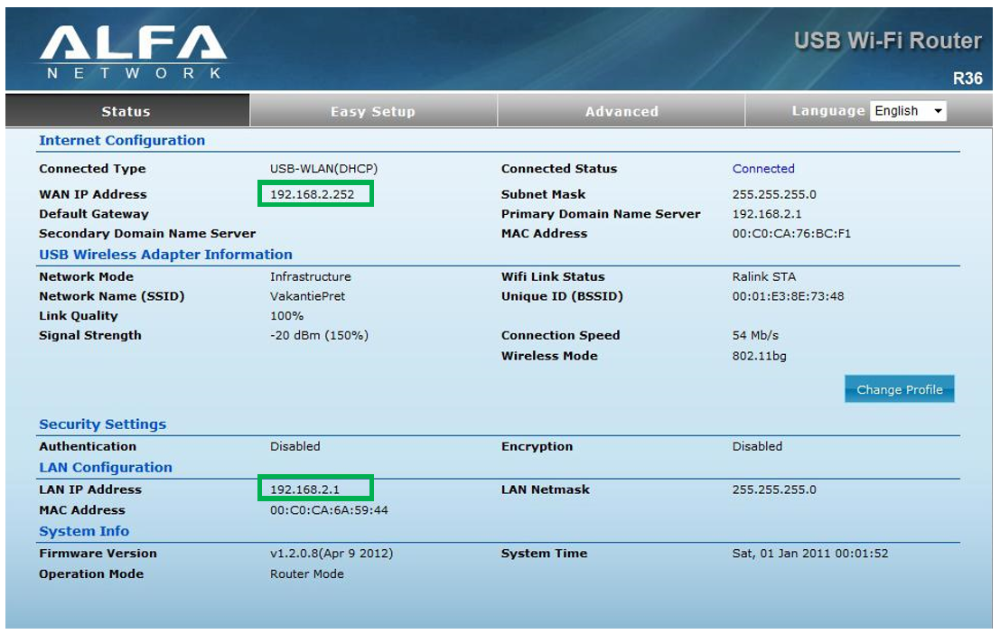 ALFA
NETWORK
USB Wi-Fi Router
R36
Status Easy Setup Advanced Language English
Internet Configuration
Connected Type USB-WLAN(DHCP) Connected Status Connected
WAN IP Address 192.168.2.252 Subnet Mask 255.255.255.0
Default Gateway Primary Domain Name Server 192.168.2.1
Secondary Domain Name Server MAC Address 00:C0:CA:76:BC:F1
USB Wireless Adapter Information
Network Mode Infrastructure Wifi Link Status Ralink STA
Network Name (SSID) VakantiePret Unique ID (BSSID) 00:01:E3:8E:73:48
Link Quality 100%
Signal Strength -20 dBm (150%) Connection Speed 54 Mb/s
Wireless Mode 802.11bg
Change Profile
Security Settings
Authentication Disabled Encryption Disabled
LAN Configuration
LAN IP Address 192.168.2.1 LAN Netmask 255.255.255.0
MAC Address 00:C0:CA:6A:59:44
System Info
Firmware Version v1.2.0.8(Apr 9 2012) System Time Sat, 01 Jan 2011 00:01:52
Operation Mode Router Mode